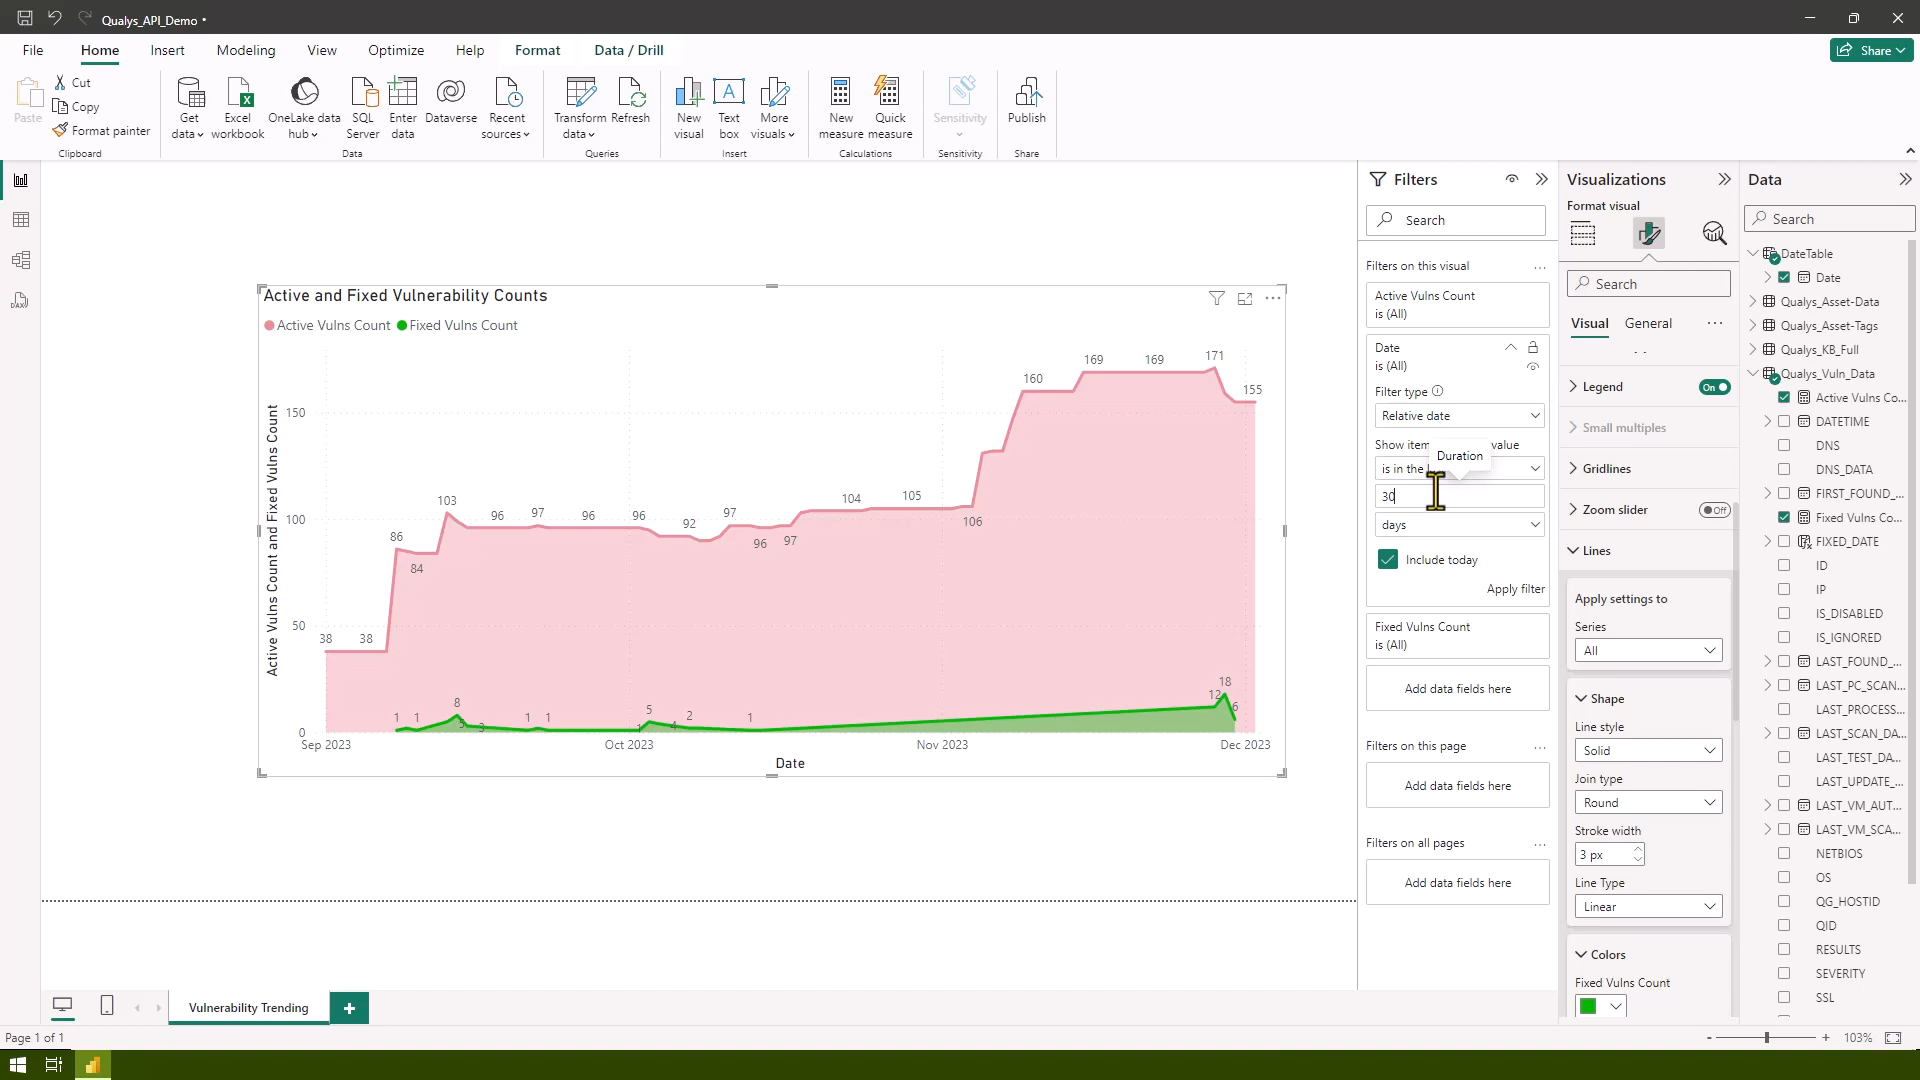 Qualys_API_Demo •
File
Home
Insert
Modeling
View
Optimize
Help
Format
Data / Drill
Share
Paste
Cut
Copy
Format painter
Clipboard
Get data
Excel workbook
OneLake data hub
SQL Server
Enter data
Dataverse
Recent sources
Data
Transform data
Refresh
Queries
New visual
Text box
More visuals
Insert
New measure
Quick measure
Calculations
Sensitivity
Sensitivity
Publish
Share
DAX
Active and Fixed Vulnerability Counts
Active Vulns Count
Fixed Vulns Count
Active Vulns Count and Fixed Vulns Count
150
100
50
0
38
38
86
84
103
96
97
96
96
92
97
96
97
104
105
106
160
169
169
171
155
1
1
8
5
3
1
1
1
5
4
2
1
12
18
6
Sep 2023
Oct 2023
Nov 2023
Dec 2023
Date
Filters
Search
Filters on this visual
...
Active Vulns Count
is (All)
Date
is (All)
Filter type
Relative date
Show item
value
Duration
is in the
30
days
Include today
Apply filter
Fixed Vulns Count
is (All)
Add data fields here
Filters on this page
...
Add data fields here
Filters on all pages
...
Add data fields here
Visualizations
Format visual
Search
Visual
General
...
Legend
On
Small multiples
Gridlines
Zoom slider
Off
Lines
Apply settings to
Series
All
Shape
Line style
Solid
Join type
Round
Stroke width
3 px
Line Type
Linear
Colors
Fixed Vulns Count
Data
Search
DateTable
Date
Qualys_Asset-Data
Qualys_Asset-Tags
Qualys_KB_Full
Qualys_Vuln_Data
Active Vulns Co...
DATETIME
DNS
DNS_DATA
FIRST_FOUND_...
Fixed Vulns Co...
FIXED_DATE
ID
IP
IS_DISABLED
IS_IGNORED
LAST_FOUND_...
LAST_PC_SCAN...
LAST_PROCESS...
LAST_SCAN_DA...
LAST_TEST_DA...
LAST_UPDATE_...
LAST_VM_AUT...
LAST_VM_SCA...
NETBIOS
OS
QG_HOSTID
QID
RESULTS
SEVERITY
SSL
Vulnerability Trending
+
Page 1 of 1
-
+
103%